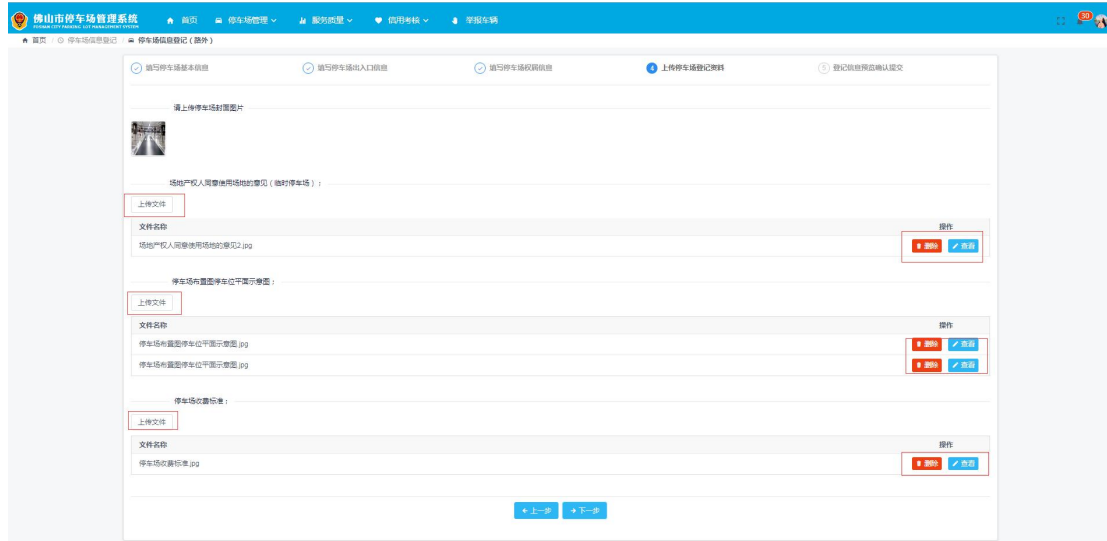 佛山市停车场管理系统 首页 停车场管理 服务质量 信用考核 举报车辆 30
FOSHAN CITY PARKING LOT MANAGEMENT SYSTEM
首页 / 停车场信息登记 / 停车场信息登记(路外)
填写停车场基本信息 填写停车场出入口信息 填写停车场权属信息 4 上传停车场登记资料 5 登记信息预览确认提交
请上传停车场封面图片
场地产权人同意使用场地的意见(临时停车场):
上传文件
文件名称 操作
场地产权人同意使用场地的意见2.jpg 删除 查看
停车场布置图停车位平面示意图:
上传文件
文件名称 操作
停车场布置图停车位平面示意图.jpg 删除 查看
停车场布置图停车位平面示意图.jpg 删除 查看
停车场收费标准:
上传文件
文件名称 操作
停车场收费标准.jpg 删除 查看
上一步 下一步